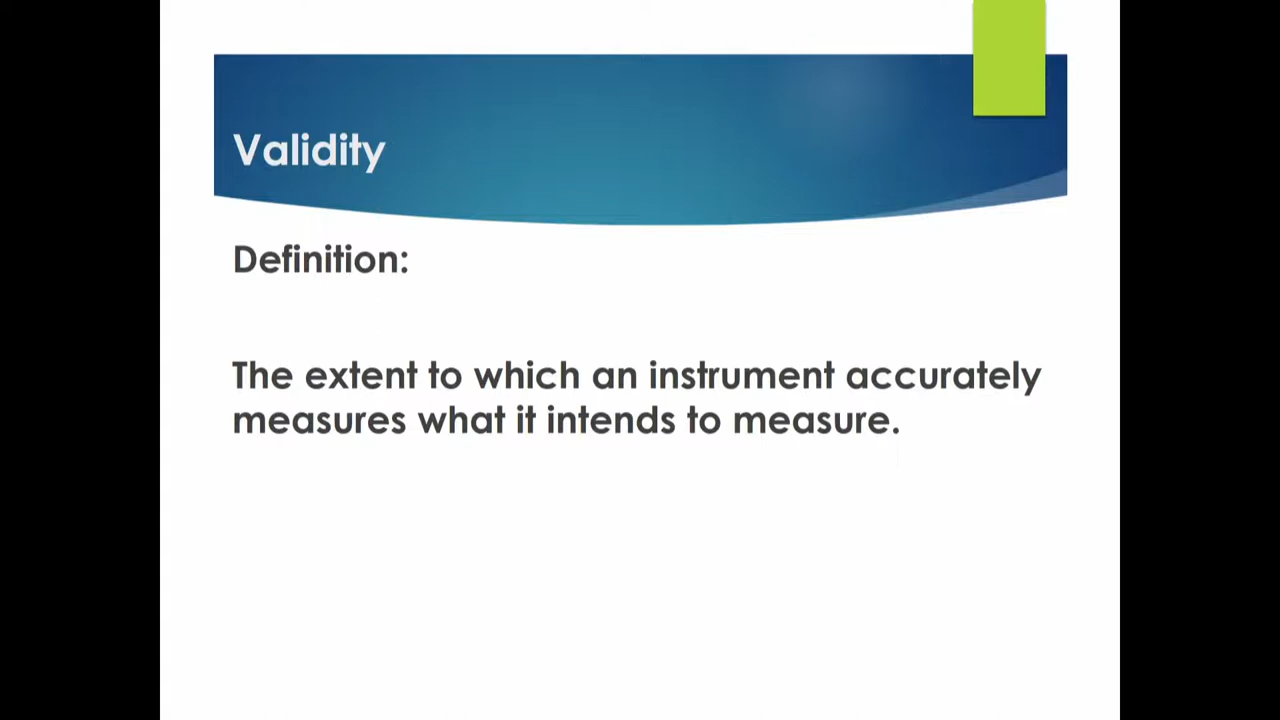 Validity
Definition:
The extent to which an instrument accurately
measures what it intends to measure.